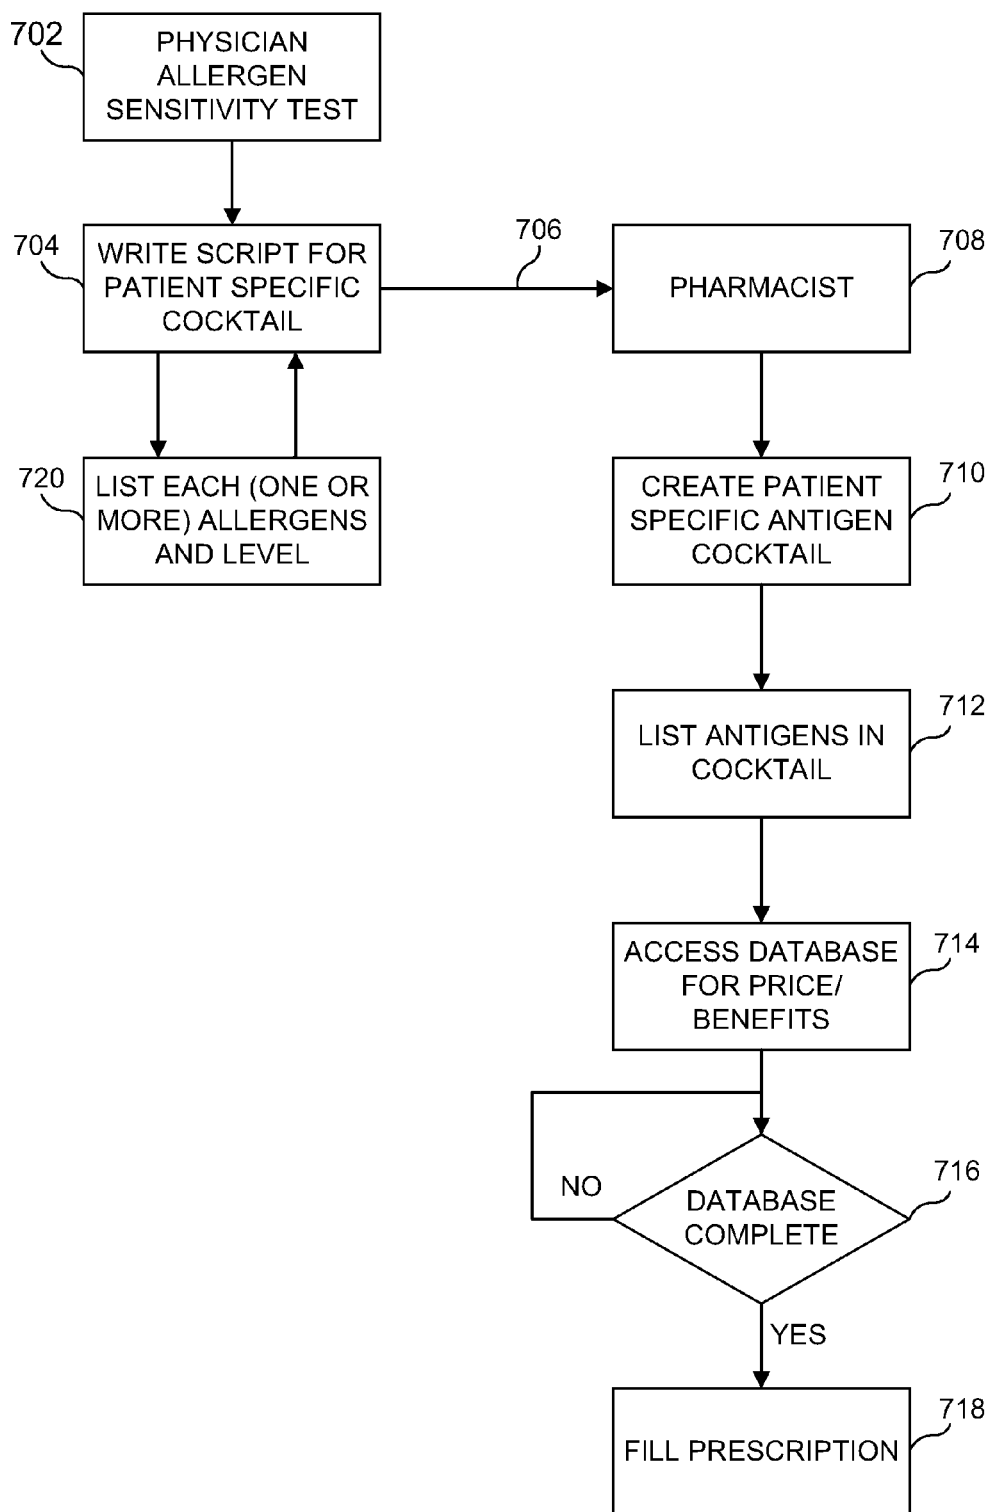 702
PHYSICIAN
ALLERGEN
SENSITIVITY TEST
704
WRITE SCRIPT FOR
PATIENT SPECIFIC
COCKTAIL
706
708
PHARMACIST
720
LIST EACH (ONE OR
MORE) ALLERGENS
AND LEVEL
710
CREATE PATIENT
SPECIFIC ANTIGEN
COCKTAIL
712
LIST ANTIGENS IN
COCKTAIL
714
ACCESS DATABASE
FOR PRICE/
BENEFITS
716
NO
DATABASE
COMPLETE
YES
718
FILL PRESCRIPTION